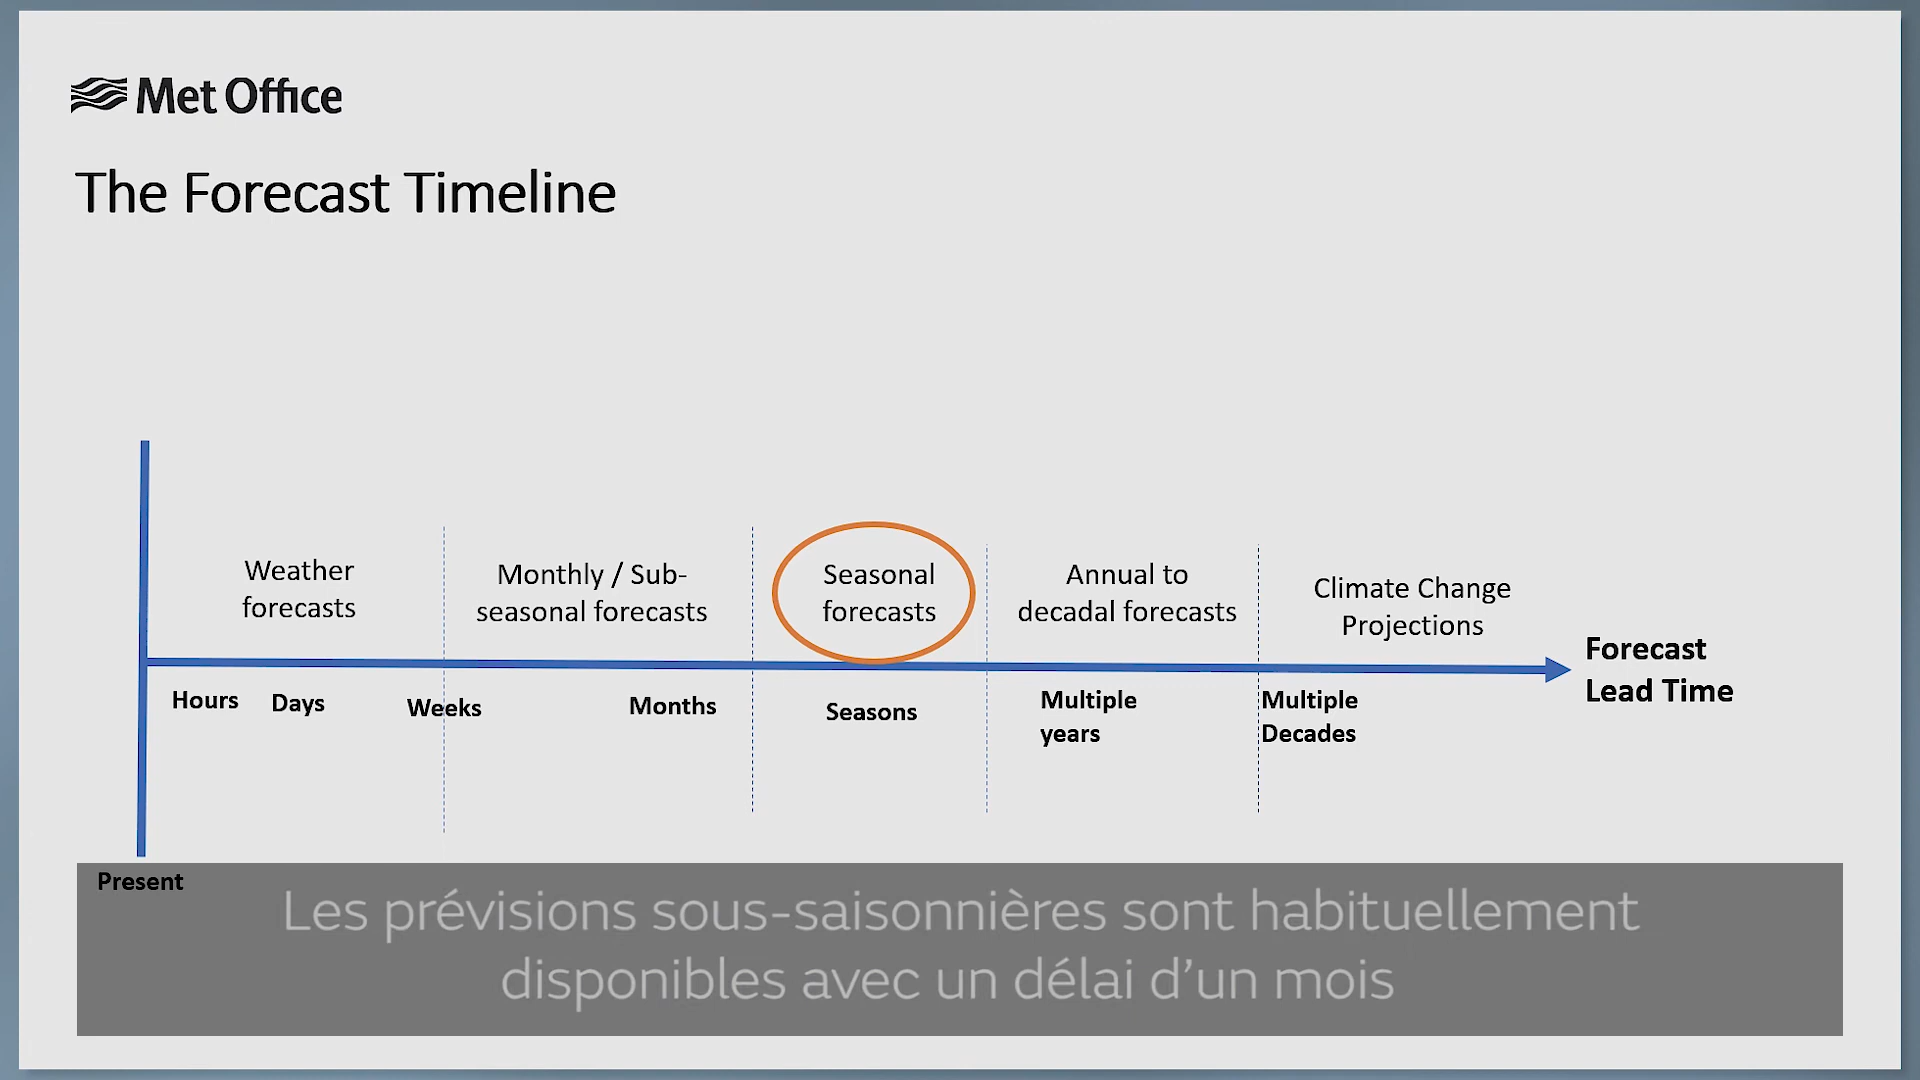 Met Office
The Forecast Timeline
Weather
forecasts
Monthly / Sub-
seasonal forecasts
Seasonal
forecasts
Annual to
decadal forecasts
Climate Change
Projections
Forecast
Lead Time
Hours
Days
Weeks
Months
Seasons
Multiple
years
Multiple
Decades
Present
Les prévisions sous-saisonnières sont habituellement
disponibles avec un délai d’un mois